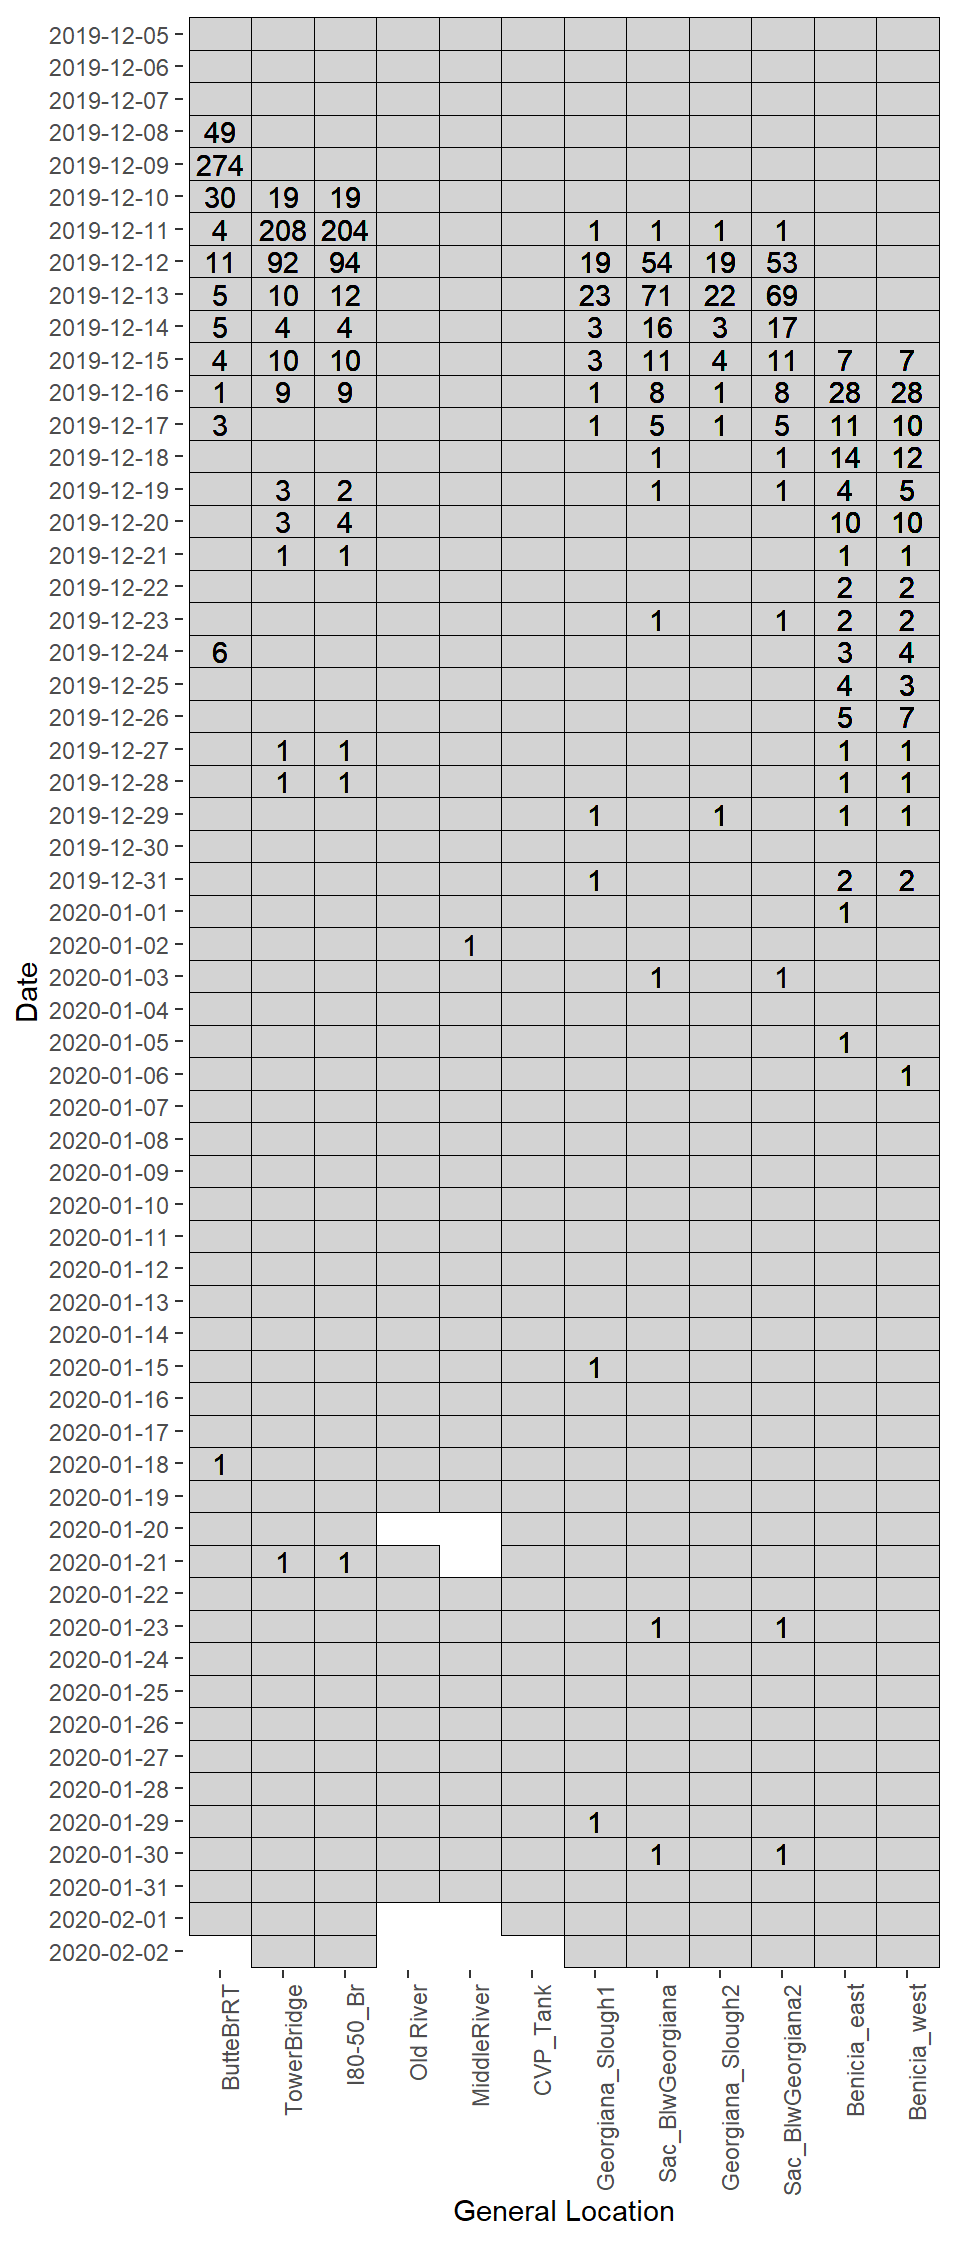 2019-12-05
2019-12-06
2019-12-07
2019-12-08 49
2019-12-09 274
2019-12-10 30 19 19
2019-12-11 4 208 204 1 1 1 1
2019-12-12 11 92 94 19 54 19 53
2019-12-13 5 10 12 23 71 22 69
2019-12-14 5 4 4 3 16 3 17
2019-12-15 4 10 10 3 11 4 11 7 7
2019-12-16 1 9 9 1 8 1 8 28 28
2019-12-17 3 1 5 1 5 11 10
2019-12-18 1 1 14 12
2019-12-19 3 2 1 1 4 5
2019-12-20 3 4 10 10
2019-12-21 1 1 1 1
2019-12-22 2 2
2019-12-23 1 1 2 2
2019-12-24 6 3 4
2019-12-25 4 3
2019-12-26 5 7
2019-12-27 1 1 1 1
2019-12-28 1 1 1 1
2019-12-29 1 1 1 1
2019-12-30
2019-12-31 1 2 2
2020-01-01 1
2020-01-02 1
2020-01-03 1 1
2020-01-04
2020-01-05 1
2020-01-06 1
2020-01-07
2020-01-08
2020-01-09
2020-01-10
2020-01-11
2020-01-12
2020-01-13
2020-01-14
2020-01-15 1
2020-01-16
2020-01-17
2020-01-18 1
2020-01-19
2020-01-20
2020-01-21 1 1
2020-01-22
2020-01-23 1 1
2020-01-24
2020-01-25
2020-01-26
2020-01-27
2020-01-28
2020-01-29 1
2020-01-30 1 1
2020-01-31
2020-02-01
2020-02-02
Date
ButteBrRT
TowerBridge
I80-50_Br
Old River
MiddleRiver
CVP_Tank
Georgiana_Slough1
Sac_BlwGeorgiana
Georgiana_Slough2
Sac_BlwGeorgiana2
Benicia_east
Benicia_west
General Location